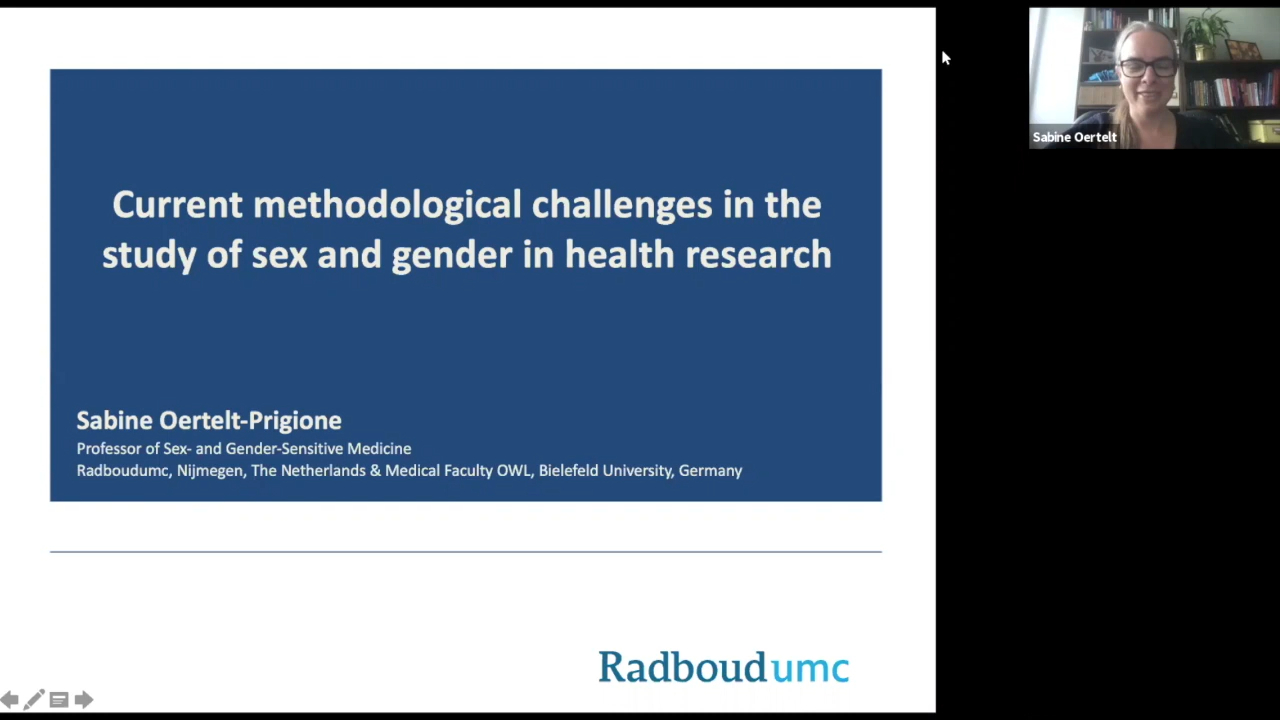 Current methodological challenges in the
study of sex and gender in health research
Sabine Oertelt-Prigione
Professor of Sex- and Gender-Sensitive Medicine
Radboudumc, Nijmegen, The Netherlands & Medical Faculty OWL, Bielefeld University, Germany
Radboudumc
Sabine Oertelt